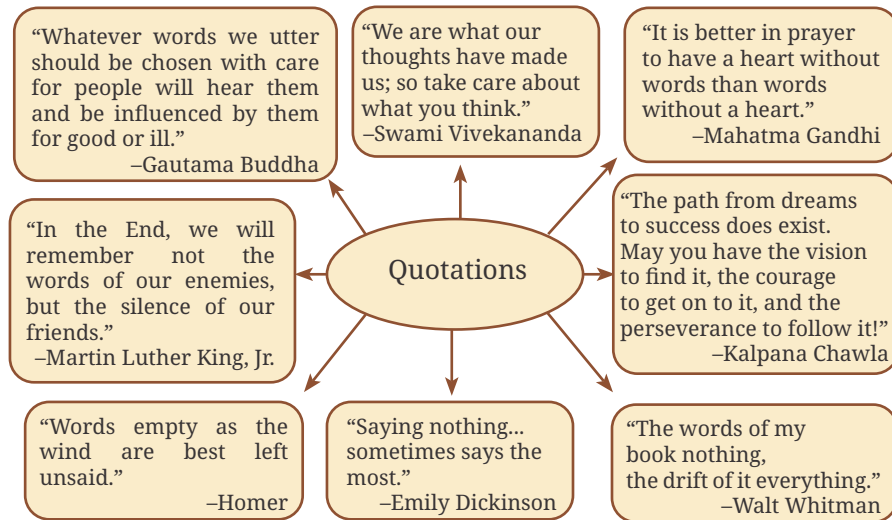 “Whatever words we utter
should be chosen with care
for people will hear them
and be influenced by them
for good or ill.”
–Gautama Buddha
“We are what our
thoughts have made
us; so take care about
what you think.”
–Swami Vivekananda
“It is better in prayer
to have a heart without
words than words
without a heart.”
–Mahatma Gandhi
“In the End, we will
remember not the
words of our enemies,
but the silence of our
friends.”
–Martin Luther King, Jr.
Quotations
“The path from dreams
to success does exist.
May you have the vision
to find it, the courage
to get on to it, and the
perseverance to follow it!”
–Kalpana Chawla
“Words empty as the
wind are best left
unsaid.”
–Homer
“Saying nothing...
sometimes says the
most.”
–Emily Dickinson
“The words of my
book nothing,
the drift of it everything.”
–Walt Whitman